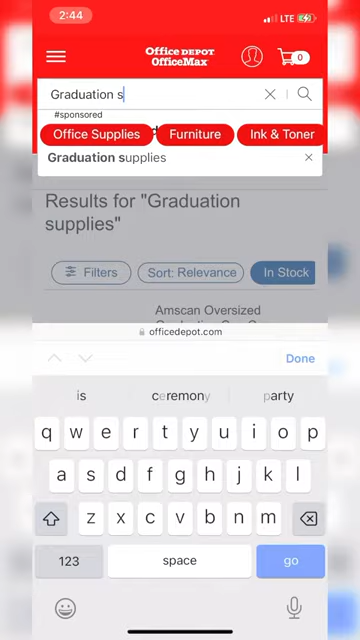 2:44
LTE
Office DEPOT
OfficeMax
0
Graduation s
#sponsored
Office Supplies
Furniture
Ink & Toner
Graduation supplies
Results for "Graduation
supplies"
Filters
Sort: Relevance
In Stock
Amscan Oversized
officedepot.com
Done
is
ceremony
party
q w e r t y u i o p
a s d f g h j k l
z x c v b n m
123
space
go